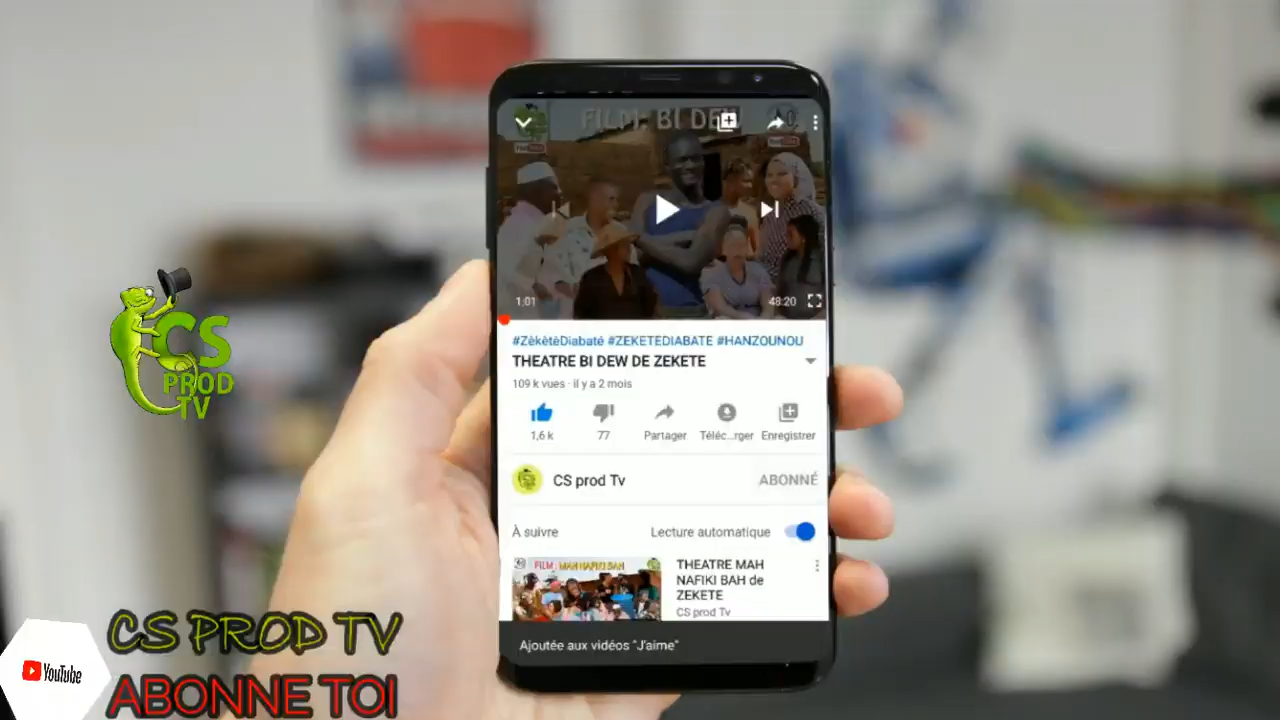 FILM: BI DEW
1:01
48:20
#ZèkètèDiabaté #ZEKETEDIABATE #HANZOUNOU
THEATRE BI DEW DE ZEKETE
109 k vues · il y a 2 mois
1,6 k
77
Partager
Téléc...rger
Enregistrer
CS prod Tv
ABONNÉ
À suivre
Lecture automatique
FILM: MAH NAFIKI BAH
THEATRE MAH
NAFIKI BAH de
ZEKETE
CS prod Tv
Ajoutée aux vidéos "J'aime"
CS
PROD
TV
CS PROD TV
YouTube
ABONNE TOI